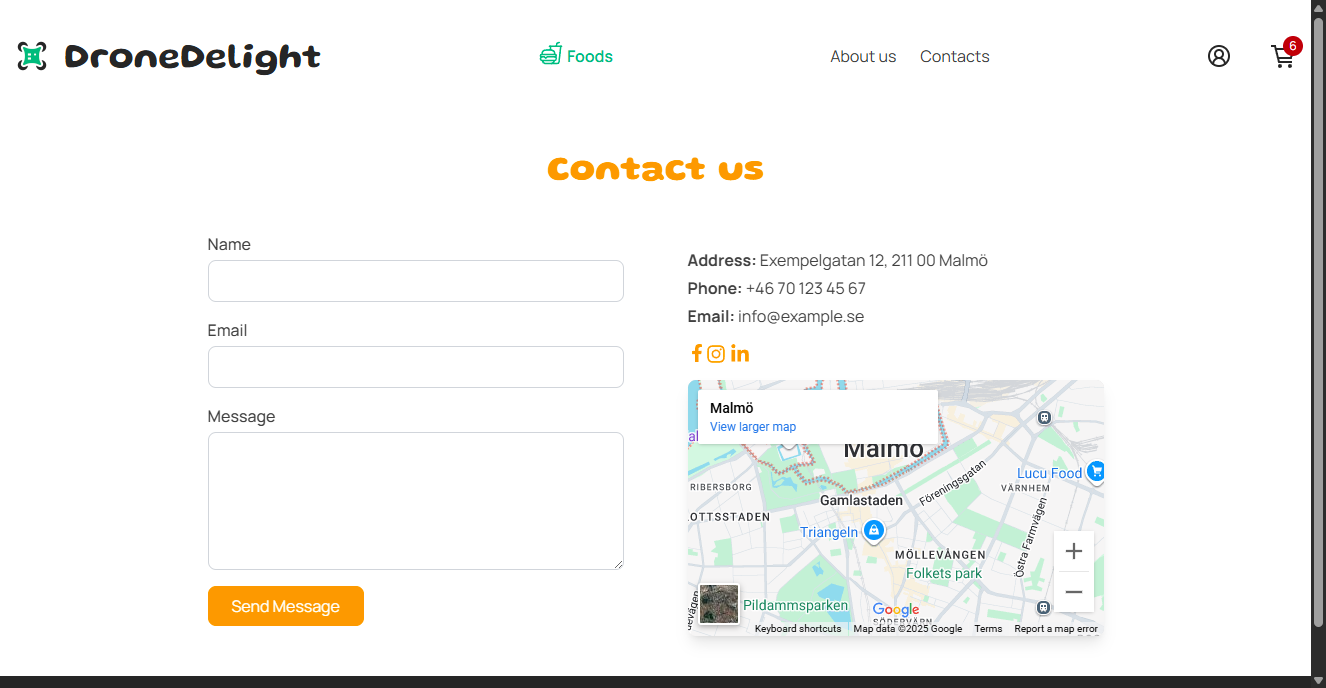 DroneDelight
Foods
About us
Contacts
6
Contact us
Name
Email
Message
Send Message
Address: Exempelgatan 12, 211 00 Malmö
Phone: +46 70 123 45 67
Email: info@example.se
Malmö
View larger map
Malmö
Lucu Food
RIBERSBORG
VÄRNHEM
Föreningsgatan
Gamlastaden
OTTSSTADEN
Triangeln
Östra Farmvägen
MÖLLEVÅNGEN
Folkets park
Pildammsparken
Google
SÖDERVÄRN
Keyboard shortcuts
Map data ©2025 Google
Terms
Report a map error